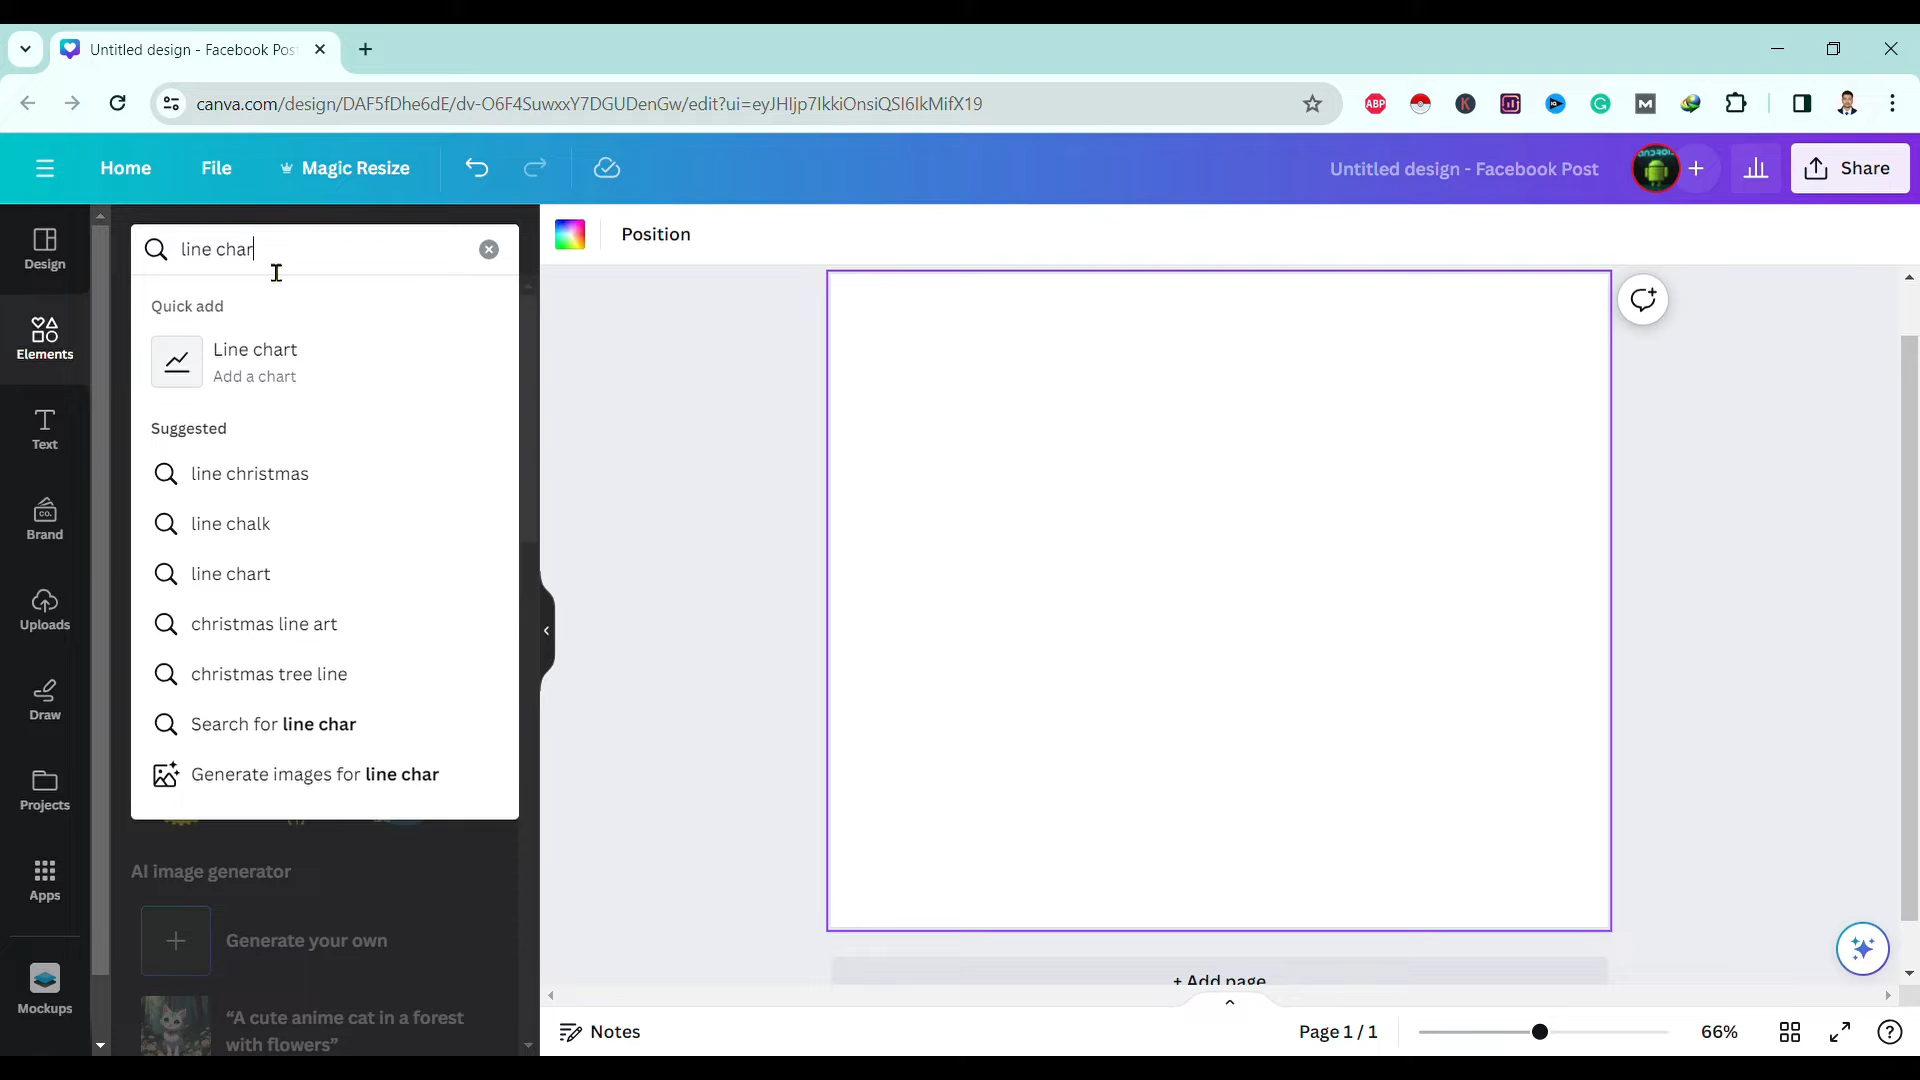 Untitled design - Facebook Pos
canva.com/design/DAF5fDhe6dE/dv-O6F4SuwxxY7DGUDenGw/edit?ui=eyJHIjp7IkkiOnsiQSI6IkMifX19
ABP
K
M
Home
File
Magic Resize
Untitled design - Facebook Post
Share
Design
Elements
Text
Brand
CO.
Uploads
Draw
Projects
Apps
Mockups
line char
Quick add
Line chart
Add a chart
Suggested
line christmas
line chalk
line chart
christmas line art
christmas tree line
Search for line char
Generate images for line char
AI image generator
Generate your own
“A cute anime cat in a forest
with flowers”
Position
+ Add page
Notes
Page 1 / 1
66%